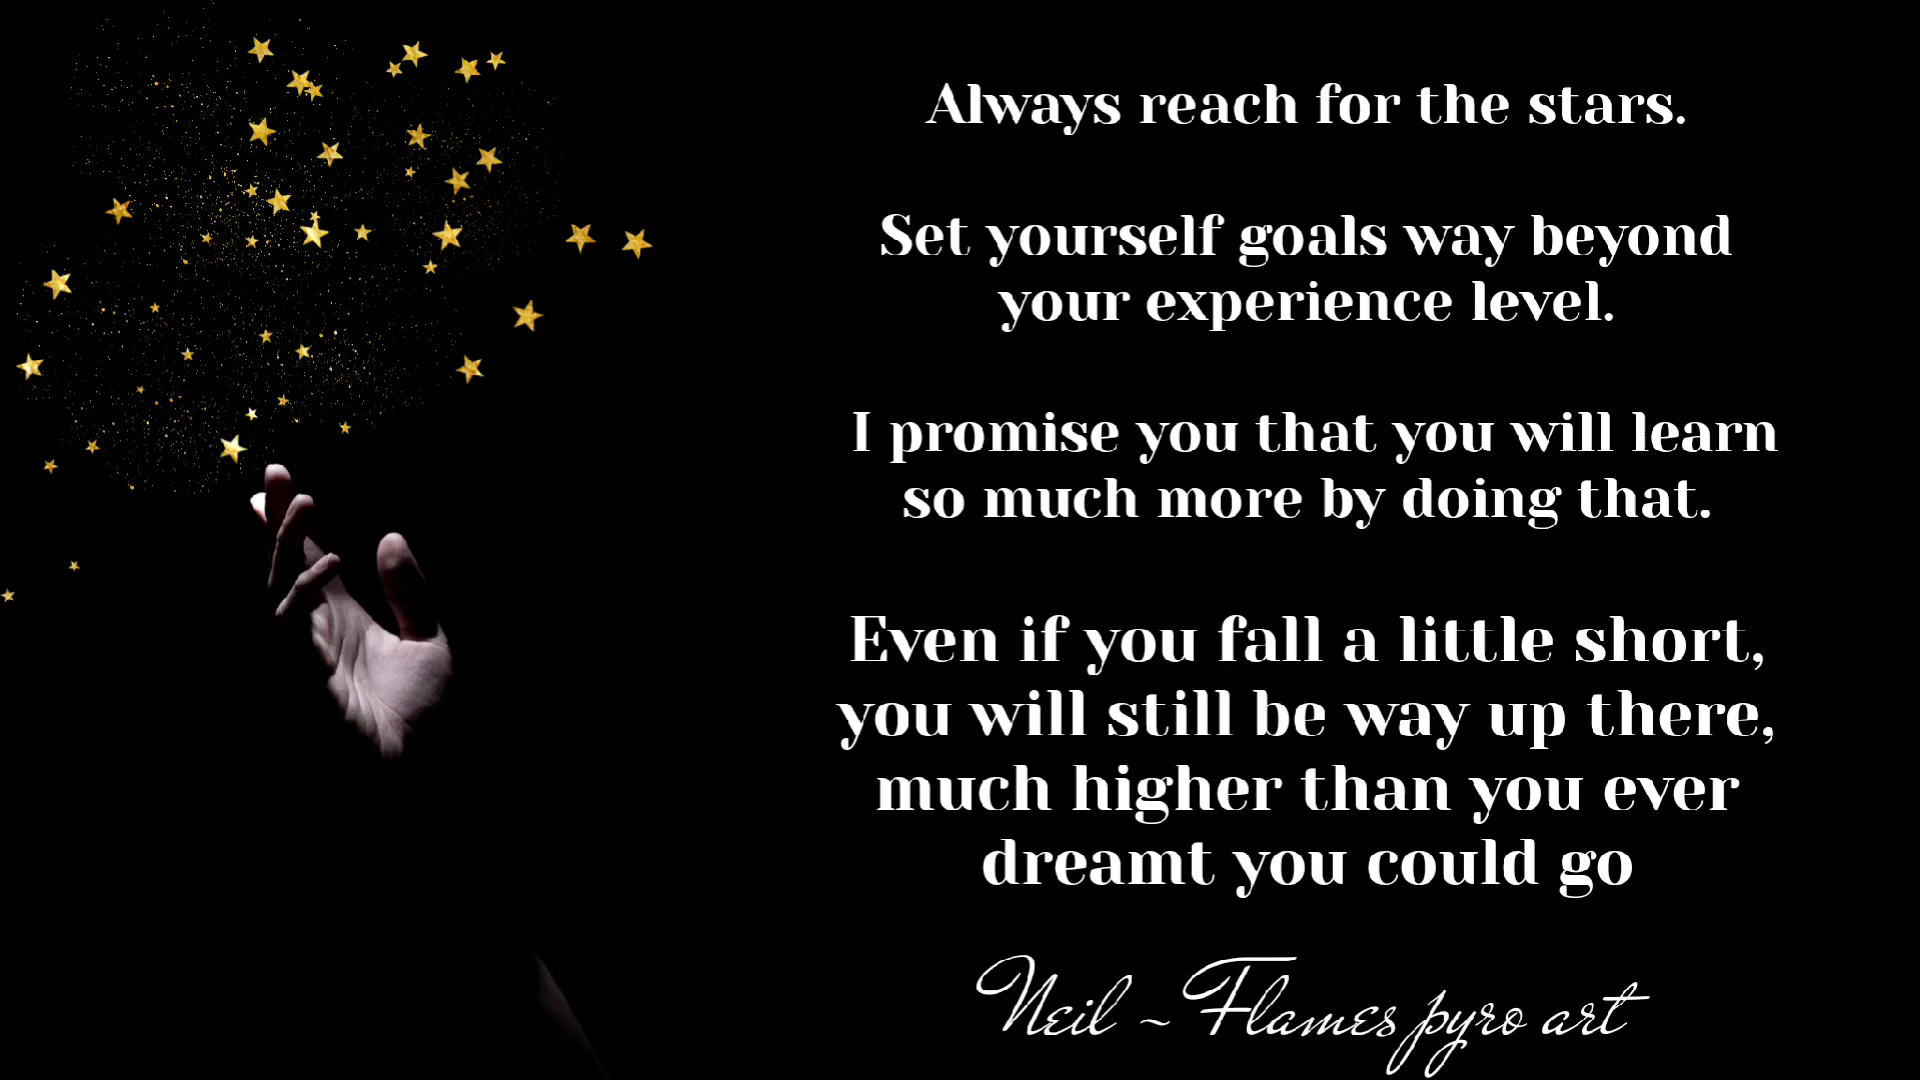 Always reach for the stars.
Set yourself goals way beyond
your experience level.
I promise you that you will learn
so much more by doing that.
Even if you fall a little short,
you will still be way up there,
much higher than you ever
dreamt you could go
Neil ~ Flames pyro art